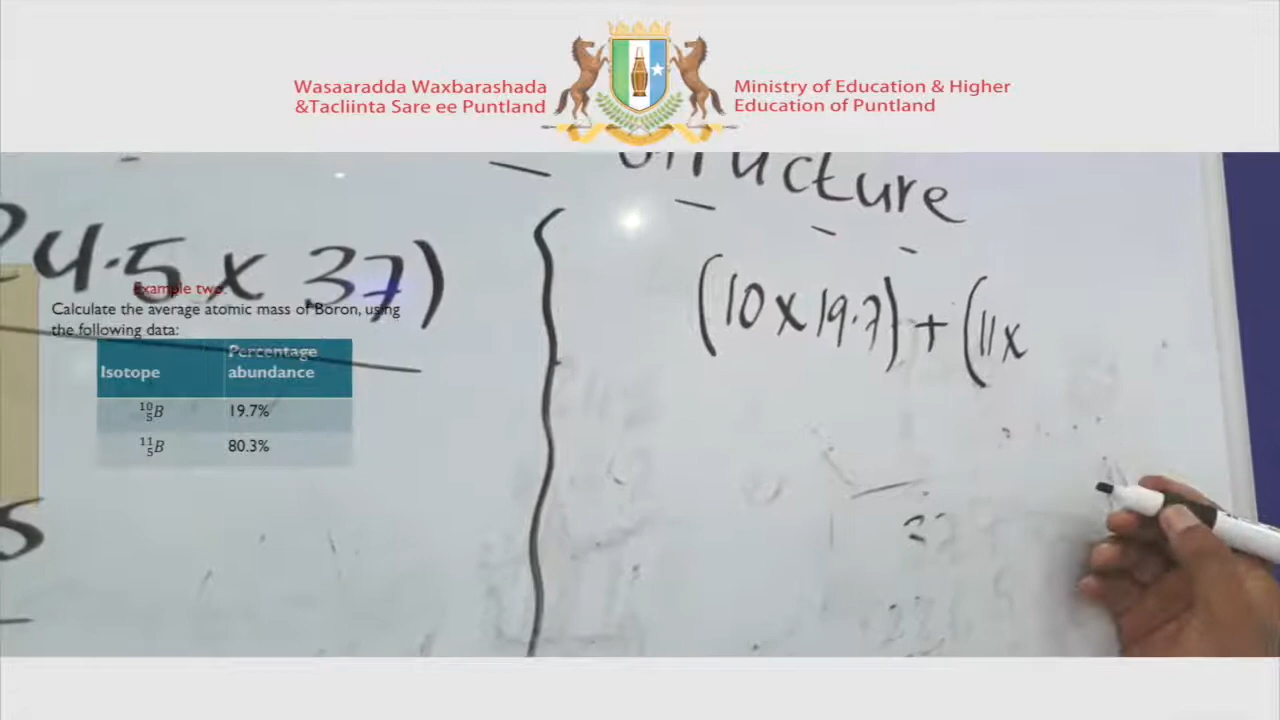 Wasaaradda Waxbarashada
&Tacliinta Sare ee Puntland
Ministry of Education & Higher
Education of Puntland
Structure
24.5 x 37)
(10 x 19.7) + (11 x
Example two:
Calculate the average atomic mass of Boron, using
the following data:
Isotope Percentage abundance
¹⁰₅B 19.7%
¹¹₅B 80.3%